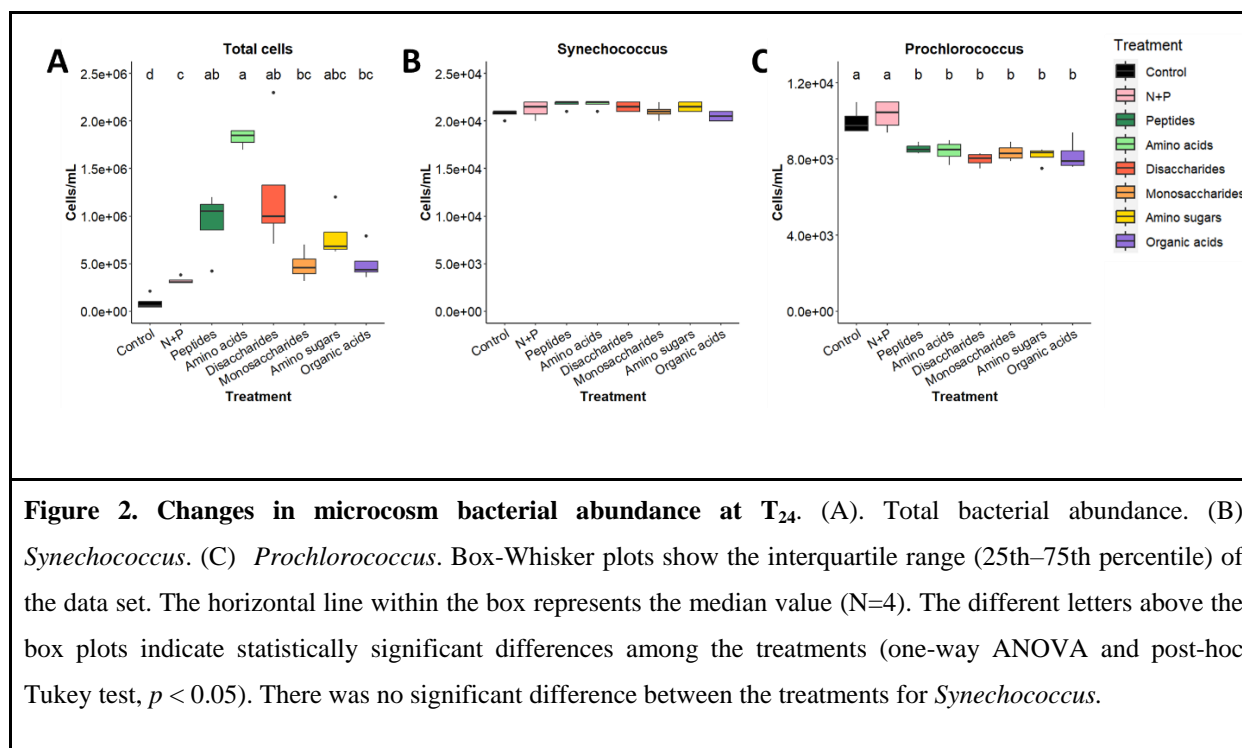 A
Total cells
d c ab a ab bc abc bc
2.5e+06
2.0e+06
1.5e+06
1.0e+06
5.0e+05
0.0e+00
Cells/mL
Control
N+P
Peptides
Amino acids
Disaccharides
Monosaccharides
Amino sugars
Organic acids
Treatment
B
Synechococcus
2.5e+04
2.0e+04
1.5e+04
1.0e+04
5.0e+03
0.0e+00
Cells/mL
Control
N+P
Peptides
Amino acids
Disaccharides
Monosaccharides
Amino sugars
Organic acids
Treatment
C
Prochlorococcus
a a b b b b b b
1.2e+04
8.0e+03
4.0e+03
0.0e+00
Cells/mL
Control
N+P
Peptides
Amino acids
Disaccharides
Monosaccharides
Amino sugars
Organic acids
Treatment
Treatment
Control
N+P
Peptides
Amino acids
Disaccharides
Monosaccharides
Amino sugars
Organic acids
Figure 2. Changes in microcosm bacterial abundance at T24. (A). Total bacterial abundance. (B)
Synechococcus. (C) Prochlorococcus. Box-Whisker plots show the interquartile range (25th–75th percentile) of
the data set. The horizontal line within the box represents the median value (N=4). The different letters above the
box plots indicate statistically significant differences among the treatments (one-way ANOVA and post-hoc
Tukey test, p < 0.05). There was no significant difference between the treatments for Synechococcus.